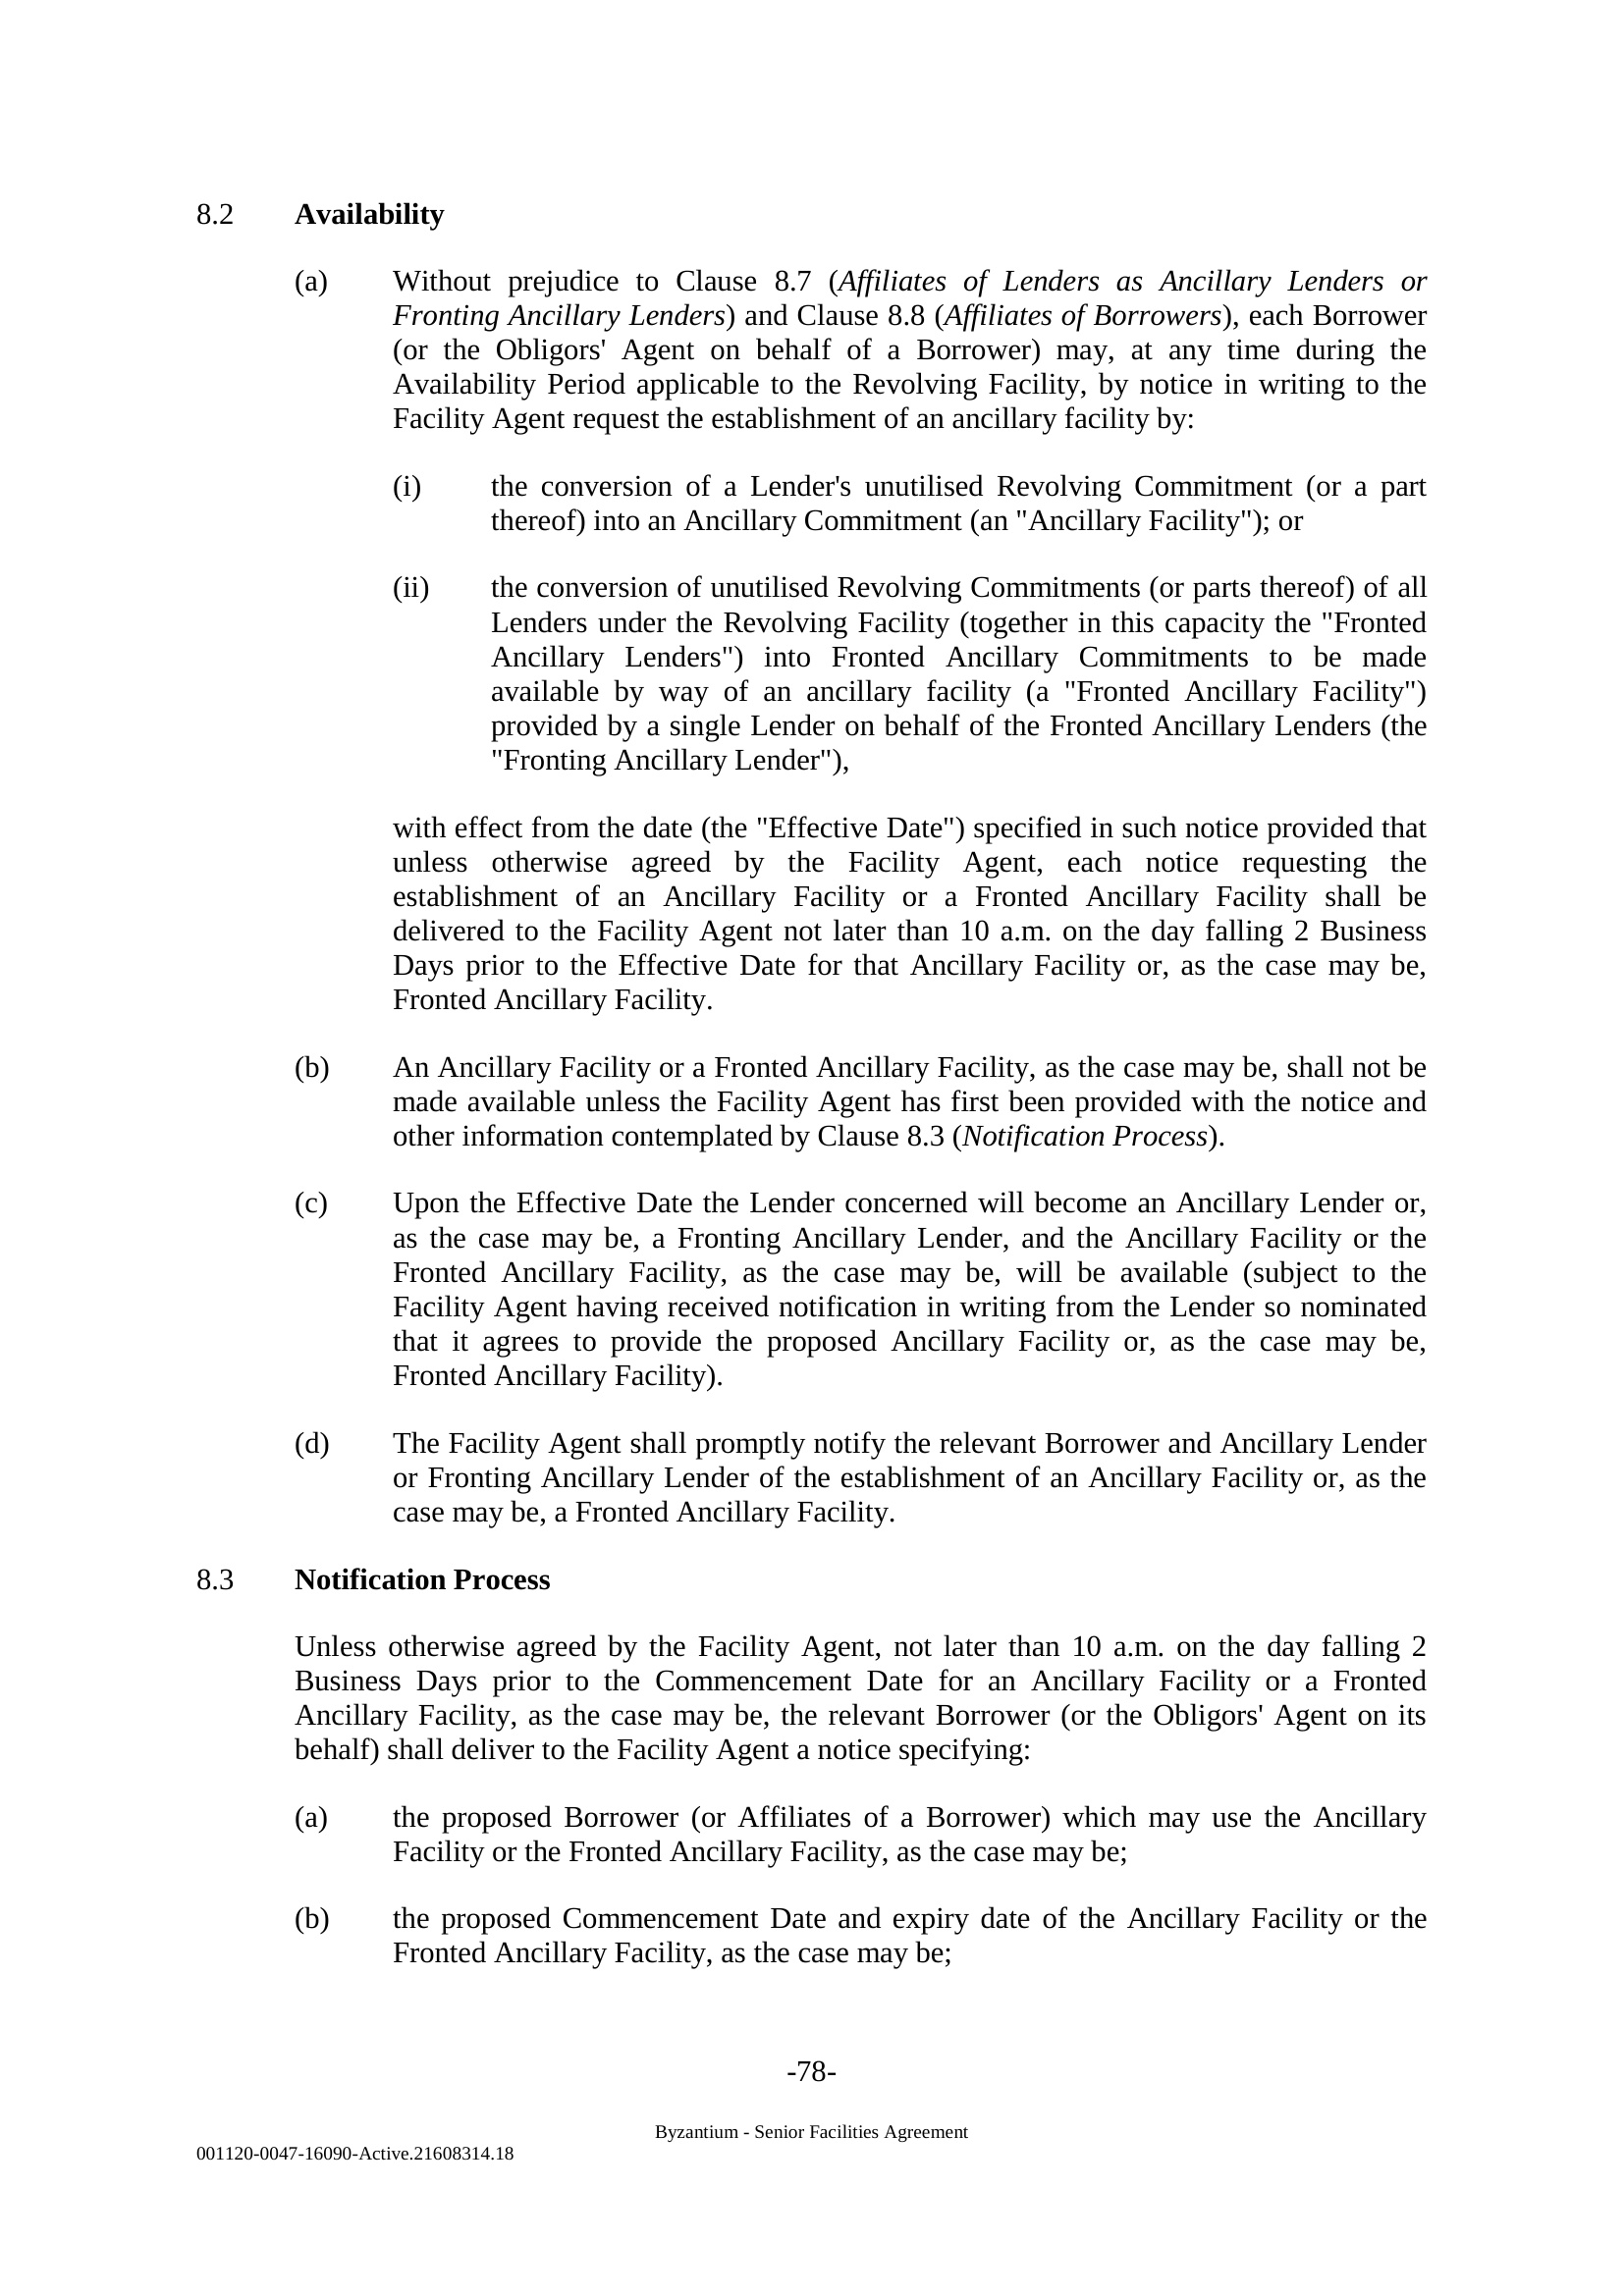 8.2 Availability
(a) Without prejudice to Clause 8.7 (Affiliates of Lenders as Ancillary Lenders or
Fronting Ancillary Lenders) and Clause 8.8 (Affiliates of Borrowers), each Borrower
(or the Obligors' Agent on behalf of a Borrower) may, at any time during the
Availability Period applicable to the Revolving Facility, by notice in writing to the
Facility Agent request the establishment of an ancillary facility by:
(i) the conversion of a Lender's unutilised Revolving Commitment (or a part
thereof) into an Ancillary Commitment (an "Ancillary Facility"); or
(ii) the conversion of unutilised Revolving Commitments (or parts thereof) of all
Lenders under the Revolving Facility (together in this capacity the "Fronted
Ancillary Lenders") into Fronted Ancillary Commitments to be made
available by way of an ancillary facility (a "Fronted Ancillary Facility")
provided by a single Lender on behalf of the Fronted Ancillary Lenders (the
"Fronting Ancillary Lender"),
with effect from the date (the "Effective Date") specified in such notice provided that
unless otherwise agreed by the Facility Agent, each notice requesting the
establishment of an Ancillary Facility or a Fronted Ancillary Facility shall be
delivered to the Facility Agent not later than 10 a.m. on the day falling 2 Business
Days prior to the Effective Date for that Ancillary Facility or, as the case may be,
Fronted Ancillary Facility.
(b) An Ancillary Facility or a Fronted Ancillary Facility, as the case may be, shall not be
made available unless the Facility Agent has first been provided with the notice and
other information contemplated by Clause 8.3 (Notification Process).
(c) Upon the Effective Date the Lender concerned will become an Ancillary Lender or,
as the case may be, a Fronting Ancillary Lender, and the Ancillary Facility or the
Fronted Ancillary Facility, as the case may be, will be available (subject to the
Facility Agent having received notification in writing from the Lender so nominated
that it agrees to provide the proposed Ancillary Facility or, as the case may be,
Fronted Ancillary Facility).
(d) The Facility Agent shall promptly notify the relevant Borrower and Ancillary Lender
or Fronting Ancillary Lender of the establishment of an Ancillary Facility or, as the
case may be, a Fronted Ancillary Facility.
8.3 Notification Process
Unless otherwise agreed by the Facility Agent, not later than 10 a.m. on the day falling 2
Business Days prior to the Commencement Date for an Ancillary Facility or a Fronted
Ancillary Facility, as the case may be, the relevant Borrower (or the Obligors' Agent on its
behalf) shall deliver to the Facility Agent a notice specifying:
(a) the proposed Borrower (or Affiliates of a Borrower) which may use the Ancillary
Facility or the Fronted Ancillary Facility, as the case may be;
(b) the proposed Commencement Date and expiry date of the Ancillary Facility or the
Fronted Ancillary Facility, as the case may be;
-78-
Byzantium - Senior Facilities Agreement
001120-0047-16090-Active.21608314.18